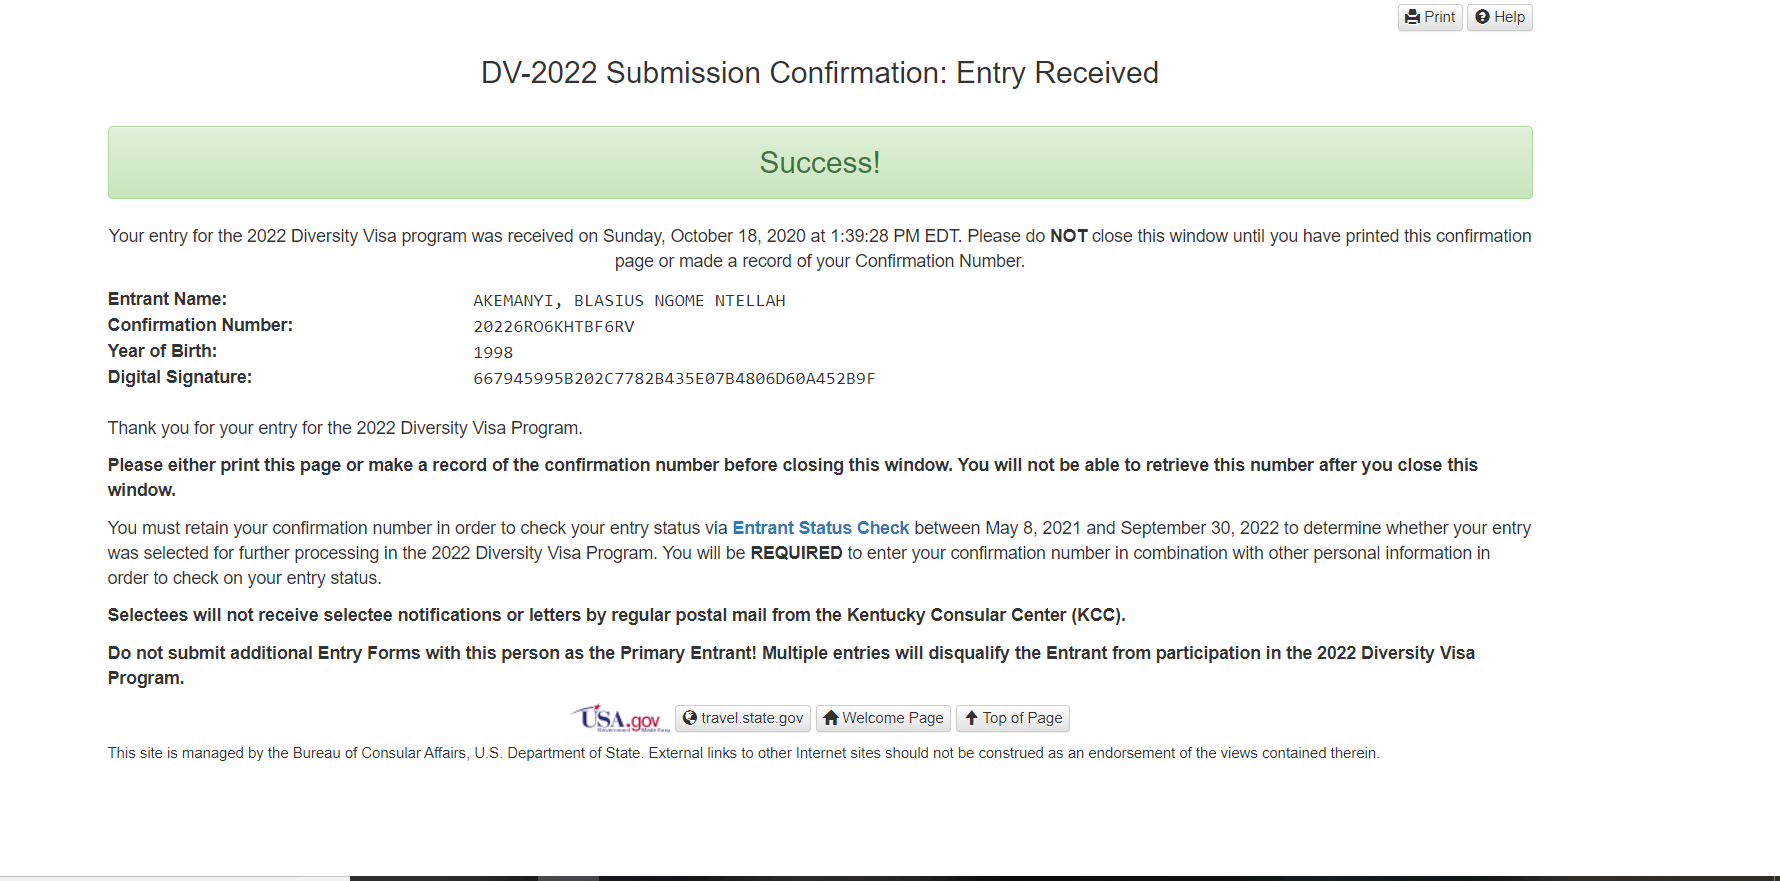 Print Help
DV-2022 Submission Confirmation: Entry Received
Success!
Your entry for the 2022 Diversity Visa program was received on Sunday, October 18, 2020 at 1:39:28 PM EDT. Please do NOT close this window until you have printed this confirmation
page or made a record of your Confirmation Number.
Entrant Name: AKEMANYI, BLASIUS NGOME NTELLAH
Confirmation Number: 20226RO6KHTBF6RV
Year of Birth: 1998
Digital Signature: 667945995B202C7782B435E07B4806D60A452B9F
Thank you for your entry for the 2022 Diversity Visa Program.
Please either print this page or make a record of the confirmation number before closing this window. You will not be able to retrieve this number after you close this
window.
You must retain your confirmation number in order to check your entry status via Entrant Status Check between May 8, 2021 and September 30, 2022 to determine whether your entry
was selected for further processing in the 2022 Diversity Visa Program. You will be REQUIRED to enter your confirmation number in combination with other personal information in
order to check on your entry status.
Selectees will not receive selectee notifications or letters by regular postal mail from the Kentucky Consular Center (KCC).
Do not submit additional Entry Forms with this person as the Primary Entrant! Multiple entries will disqualify the Entrant from participation in the 2022 Diversity Visa
Program.
USA.gov travel.state.gov Welcome Page Top of Page
Government Made Easy
This site is managed by the Bureau of Consular Affairs, U.S. Department of State. External links to other Internet sites should not be construed as an endorsement of the views contained therein.